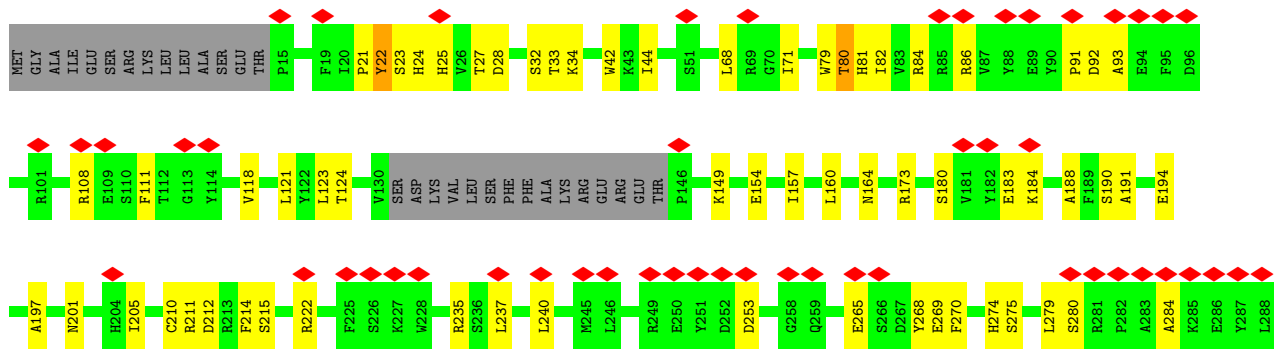 MET GLY ALA ILE GLU SER ARG LYS LEU LEU ALA SER GLU THR P15 F19 I20 P21 Y22 S23 H24 H25 V26 T27 D28 S32 T33 K34 W42 K43 I44 S51 L68 R69 G70 I71 W79 T80 H81 I82 V83 R84 R85 R86 V87 Y88 E89 Y90 P91 D92 A93 E94 F95 D96
R101 R108 E109 S110 F111 T112 G113 Y114 V118 L121 Y122 L123 T124 V130 SER ASP LYS VAL LEU SER PHE PHE ALA LYS ARG GLU ARG GLU THR P146 K149 E154 I157 L160 N164 R173 S180 V181 Y182 E183 K184 A188 F189 S190 A191 E194
A197 N201 H204 I205 C210 R211 D212 R213 F214 S215 R222 F225 S226 K227 W228 R235 S236 L237 L240 M245 L246 R249 E250 Y251 D252 D253 G258 Q259 E265 S266 D267 Y268 E269 F270 H274 S275 L279 S280 R281 P282 A283 A284 K285 E286 Y287 L288